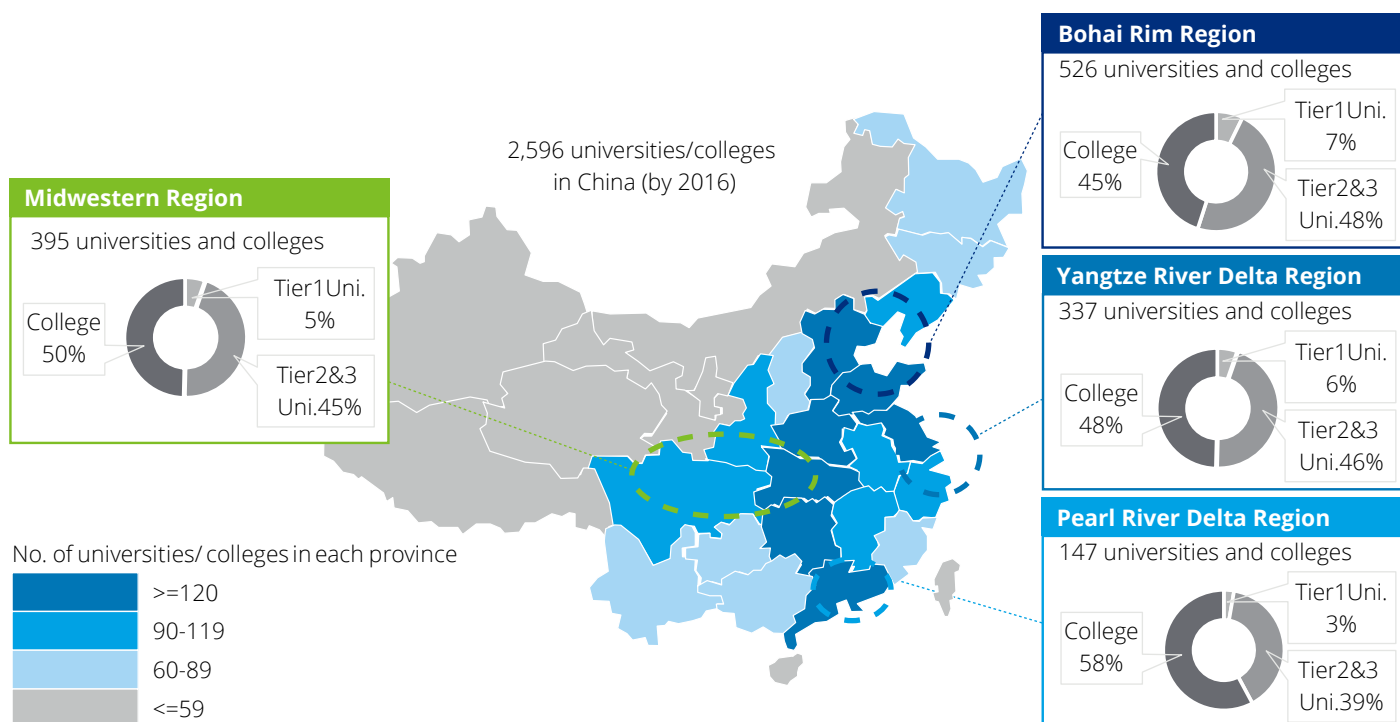 2,596 universities/colleges
in China (by 2016)
Midwestern Region
395 universities and colleges
Tier1Uni.
5%
College
50%
Tier2&3
Uni.45%
Bohai Rim Region
526 universities and colleges
Tier1Uni.
7%
College
45%
Tier2&3
Uni.48%
Yangtze River Delta Region
337 universities and colleges
Tier1Uni.
6%
College
48%
Tier2&3
Uni.46%
Pearl River Delta Region
147 universities and colleges
Tier1Uni.
3%
College
58%
Tier2&3
Uni.39%
No. of universities/ colleges in each province
>=120
90-119
60-89
<=59